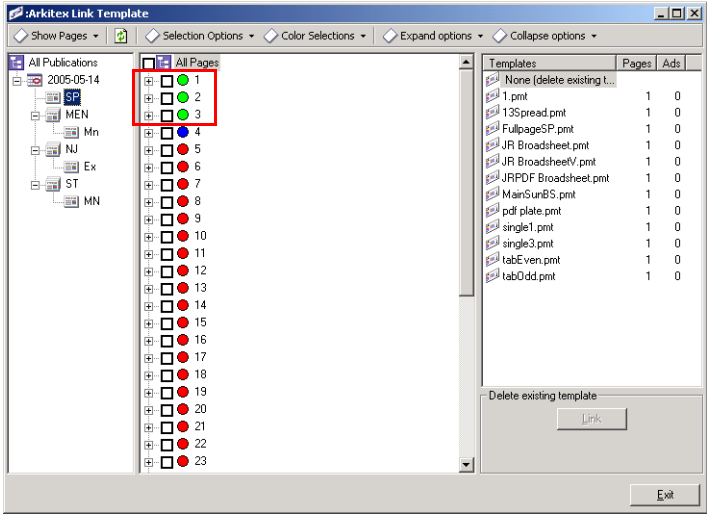 :Arkitex Link Template
Show Pages Selection Options Color Selections Expand options Collapse options
All Publications
2005-05-14
SP
MEN
Mn
NJ
Ex
ST
MN
All Pages
1
2
3
4
5
6
7
8
9
10
11
12
13
14
15
16
17
18
19
20
21
22
23
Templates Pages Ads
None (delete existing t...
1.pmt 1 0
13Spread.pmt 1 0
FullpageSP.pmt 1 0
JR Broadsheet.pmt 1 0
JR BroadsheetV.pmt 1 0
JRPDF Broadsheet.pmt 1 0
MainSunBS.pmt 1 0
pdf plate.pmt 1 0
single1.pmt 1 0
single3.pmt 1 0
tabEven.pmt 1 0
tabOdd.pmt 1 0
Delete existing template
Link
Exit